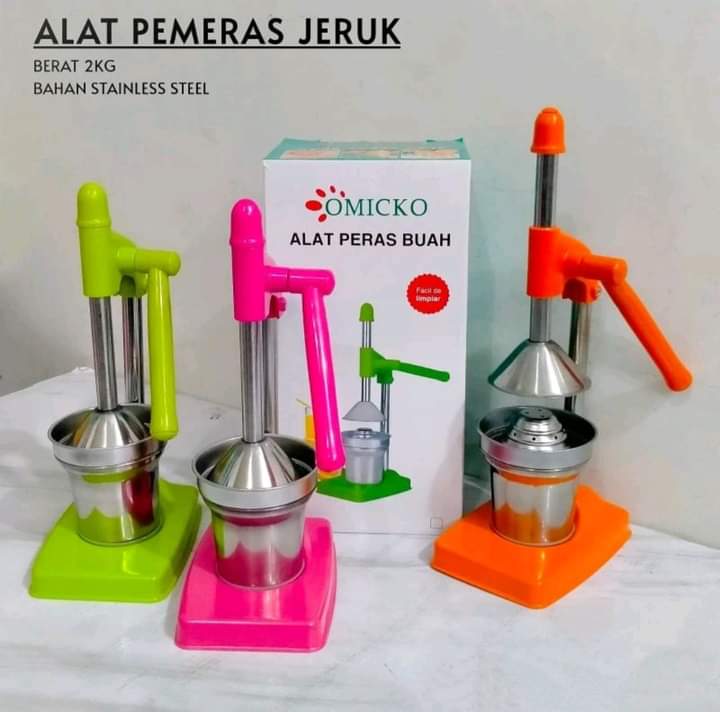 ALAT PEMERAS JERUK
BERAT 2KG
BAHAN STAINLESS STEEL
OMICKO
ALAT PERAS BUAH
Fácil de
limpiar